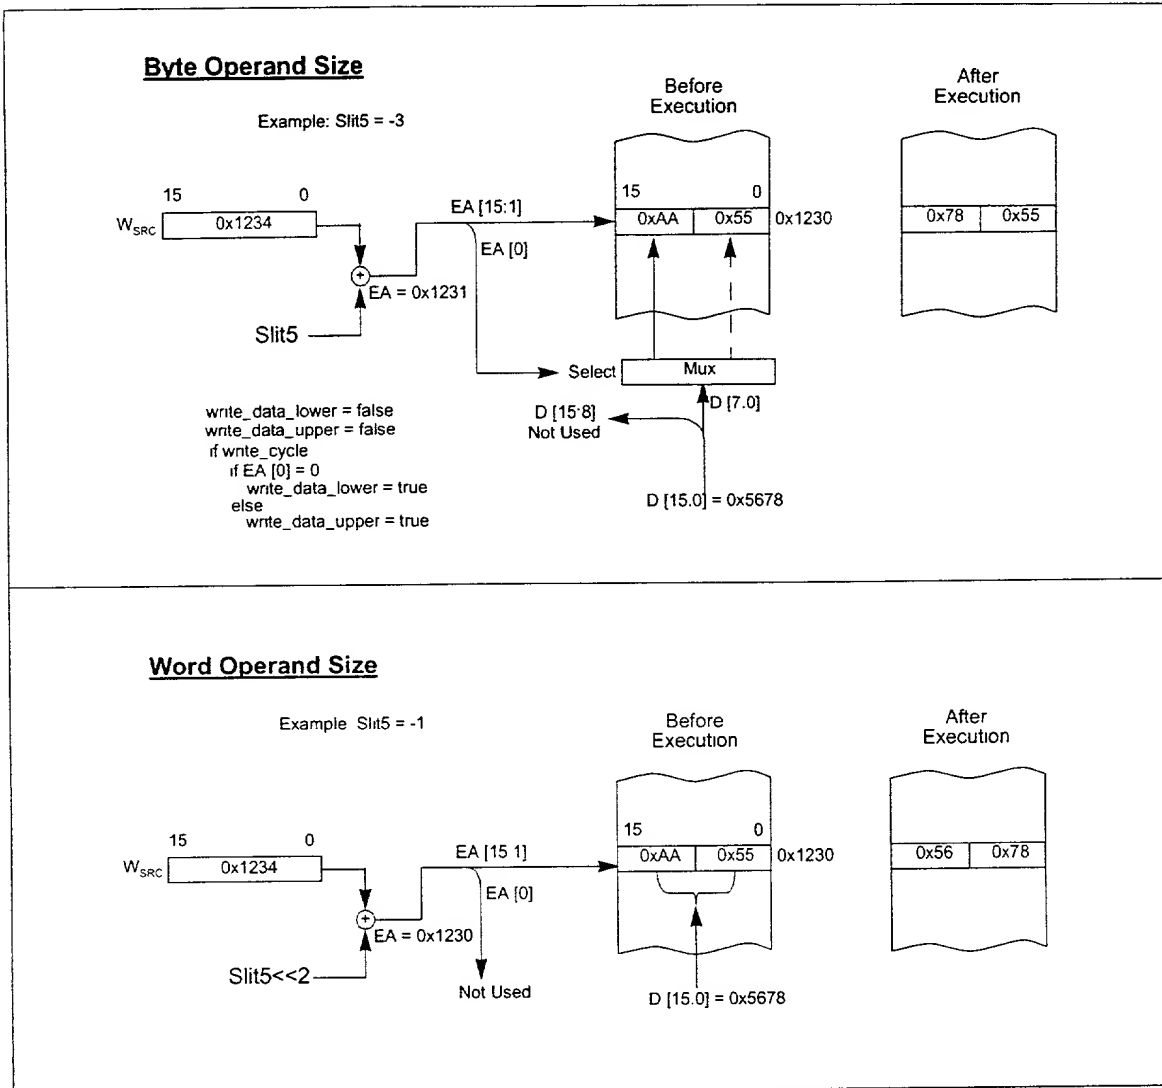 Byte Operand Size
Example: Slit5 = -3
Before
Execution
After
Execution
15
0
W SRC
0x1234
EA [15:1]
EA [0]
15
0
0xAA
0x55
0x1230
0x78
0x55
+
EA = 0x1231
Slit5
Select
Mux
D [7.0]
D [15:8]
Not Used
D [15.0] = 0x5678
write_data_lower = false
write_data_upper = false
if write_cycle
if EA [0] = 0
write_data_lower = true
else
write_data_upper = true
Word Operand Size
Example Slit5 = -1
Before
Execution
After
Execution
15
0
W SRC
0x1234
EA [15 1]
EA [0]
15
0
0xAA
0x55
0x1230
0x56
0x78
+
EA = 0x1230
Slit5<<2
Not Used
D [15.0] = 0x5678